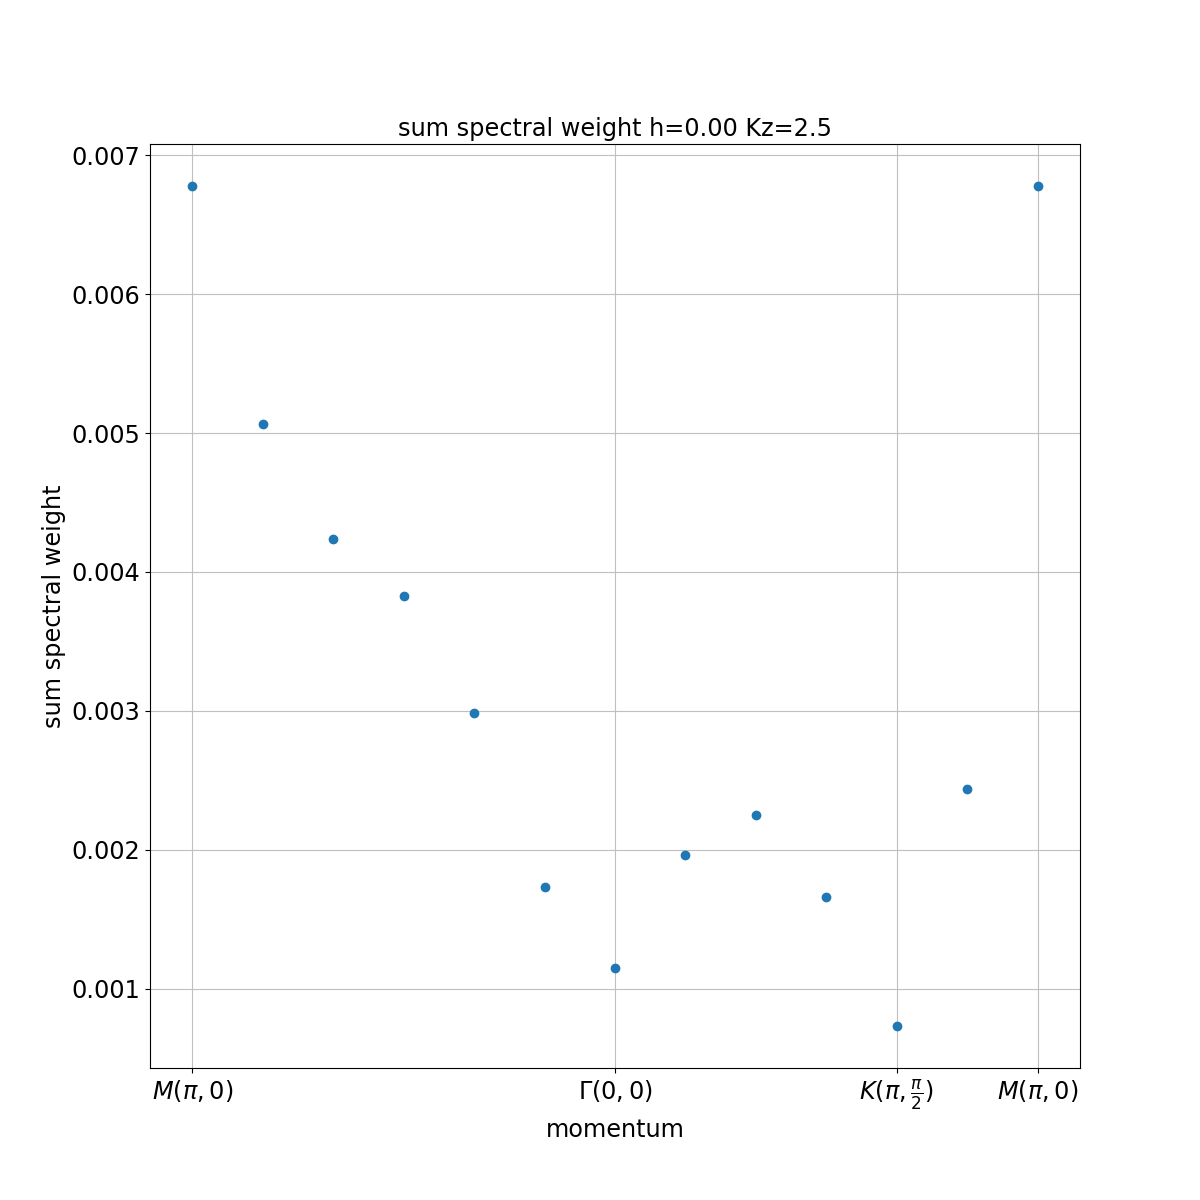 sum spectral weight h=0.00 Kz=2.5
0.007
0.006
0.005
0.004
0.003
0.002
0.001
sum spectral weight
M(π, 0)
Γ(0, 0)
K(π, π/2)
M(π, 0)
momentum